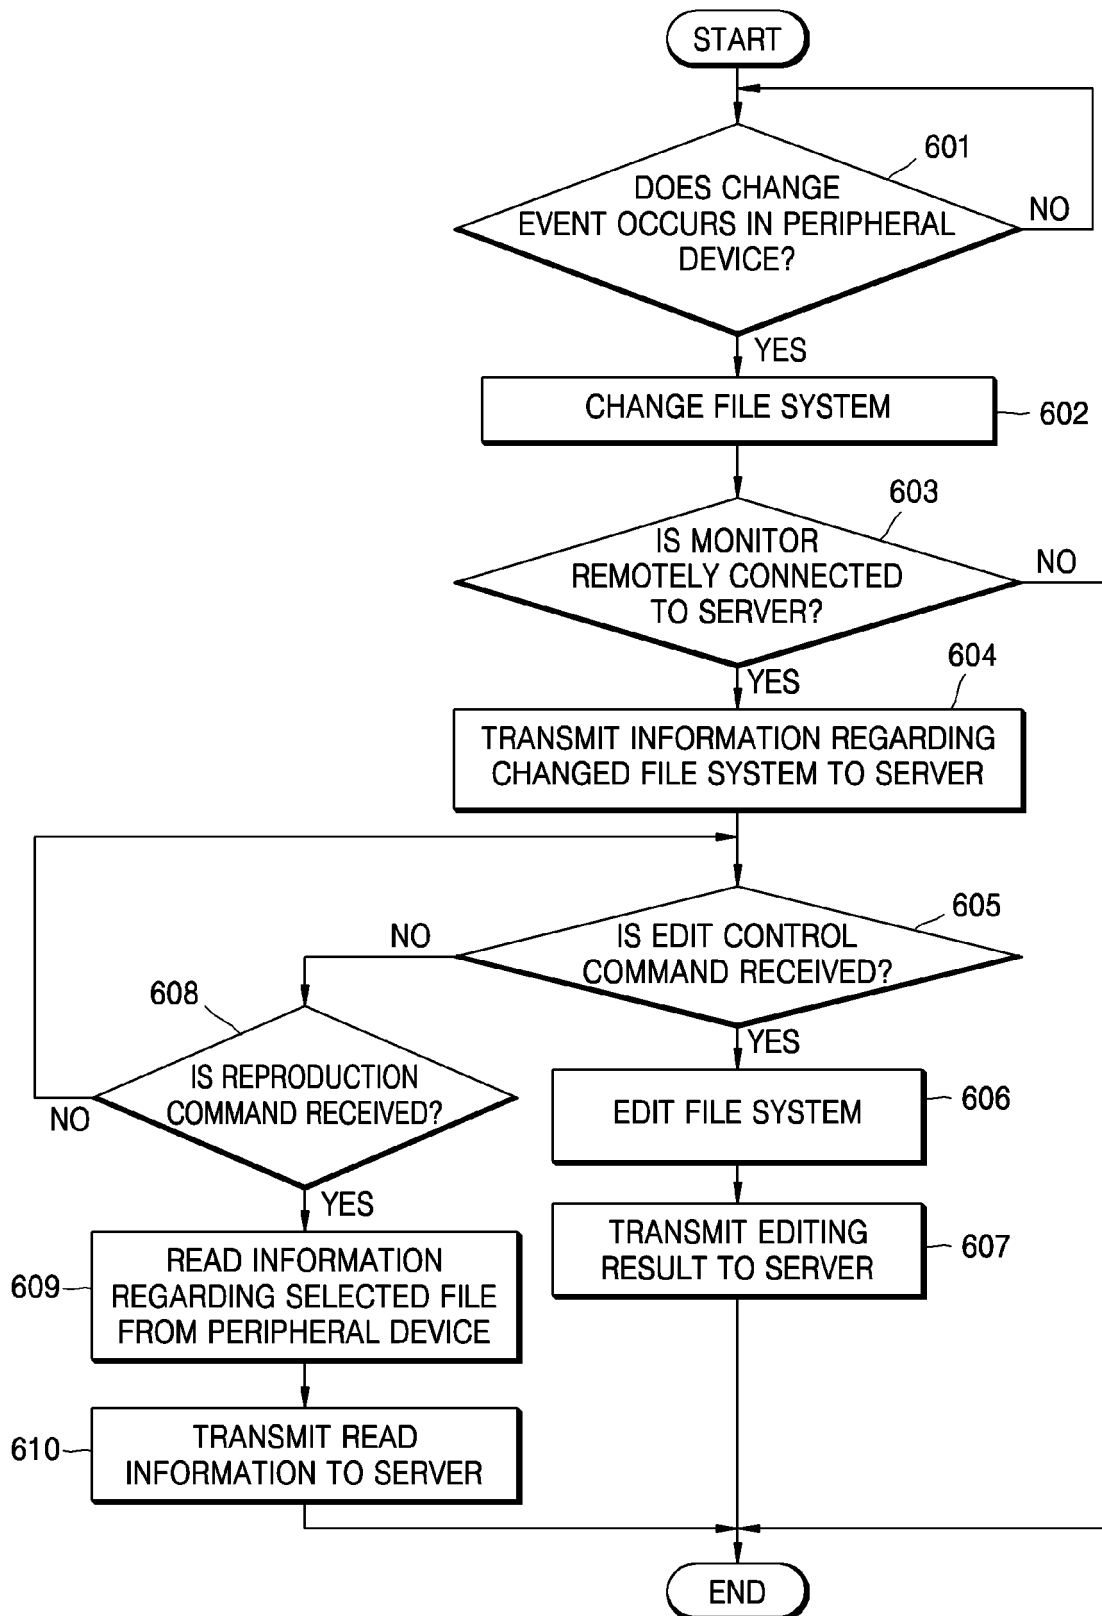 START
601
DOES CHANGE
EVENT OCCURS IN PERIPHERAL
DEVICE?
NO
YES
CHANGE FILE SYSTEM
602
603
IS MONITOR
REMOTELY CONNECTED
TO SERVER?
NO
YES
604
TRANSMIT INFORMATION REGARDING
CHANGED FILE SYSTEM TO SERVER
605
IS EDIT CONTROL
COMMAND RECEIVED?
NO
YES
608
IS REPRODUCTION
COMMAND RECEIVED?
NO
YES
EDIT FILE SYSTEM
606
TRANSMIT EDITING
RESULT TO SERVER
607
609
READ INFORMATION
REGARDING SELECTED FILE
FROM PERIPHERAL DEVICE
610
TRANSMIT READ
INFORMATION TO SERVER
END